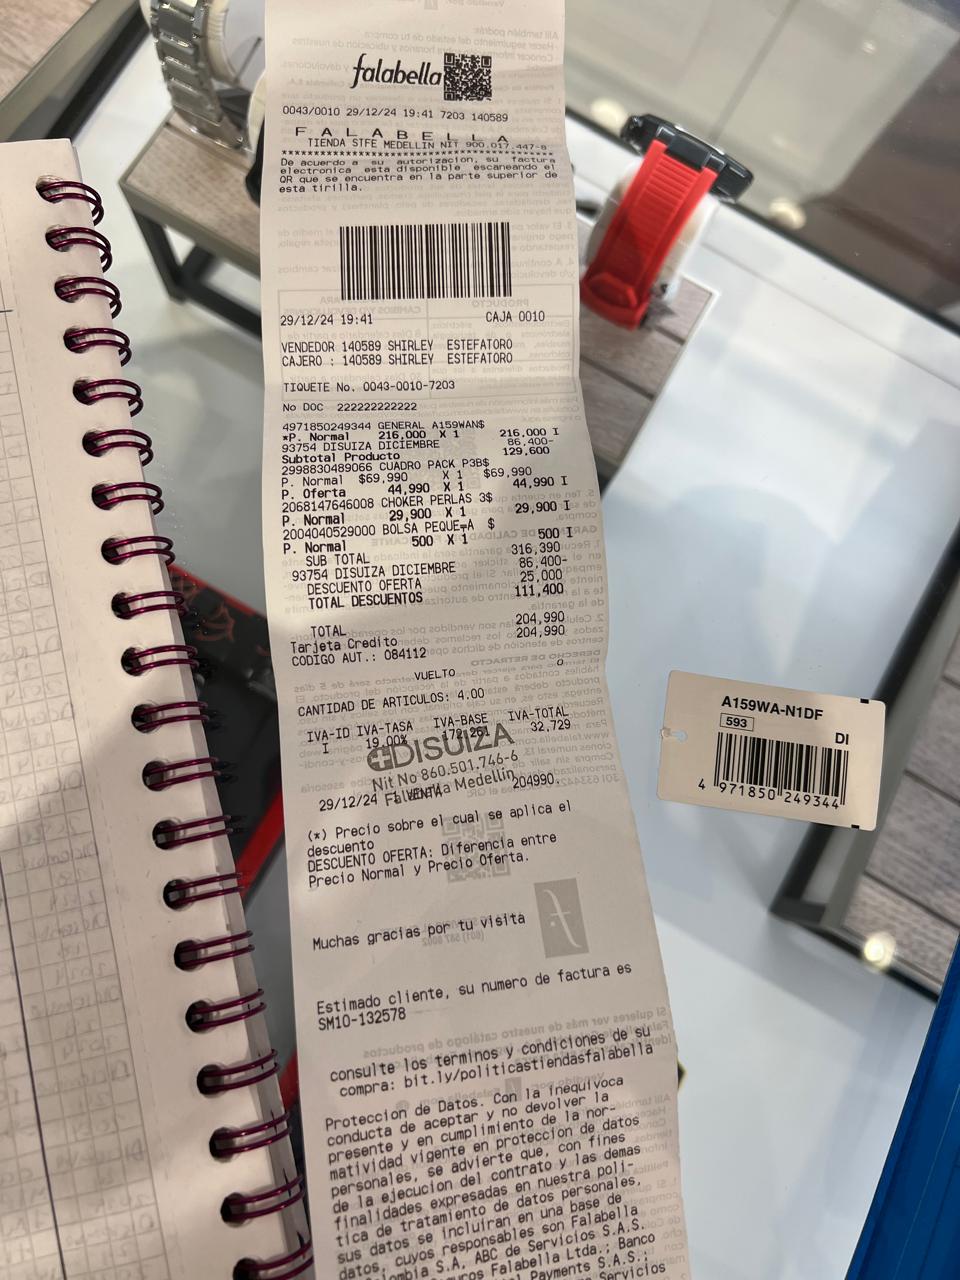 falabella
0043/0010 29/12/24 19:41 7203 140589
F A L A B E L L A
TIENDA STFE MEDELLIN NIT 900.017.447-8
****************************************
De acuerdo a su autorizacion, su factura
electronica esta disponible escaneando el
QR que se encuentra en la parte superior de
esta tirilla.
29/12/24 19:41 CAJA 0010
VENDEDOR:140589 SHIRLEY ESTEFATORO
CAJERO : 140589 SHIRLEY ESTEFATORO
TIQUETE No. 0043-0010-7203
No DOC 222222222222
4971850249344 GENERAL A159WAN$
*P. Normal 216,000 X 1 216,000 I
93754 DISUIZA DICIEMBRE 86,400-
Subtotal Producto 129,600
2998830489066 CUADRO PACK P3B$
P. Normal $69,990 X 1 $69,990
P. Oferta 44,990 X 1 44,990 I
2068147646008 CHOKER PERLAS 3$
P. Normal 29,900 X 1 29,900 I
2004040529000 BOLSA PEQUE¬A $
P. Normal 500 X 1 500 I
SUB TOTAL 316,390
93754 DISUIZA DICIEMBRE 86,400-
DESCUENTO OFERTA 25,000
TOTAL DESCUENTOS 111,400
TOTAL 204,990
Tarjeta Credito 204,990
CODIGO AUT.: 084112
VUELTO 0
CANTIDAD DE ARTICULOS: 4.00
IVA-ID IVA-TASA IVA-BASE IVA-TOTAL
I 19.00% 172,261 32,729
DISUIZA
Nit No 860.501.746-6
Falabella Medellin
29/12/24 1 VENTA 204990
(*) Precio sobre el cual se aplica el
descuento
DESCUENTO OFERTA: Diferencia entre
Precio Normal y Precio Oferta.
Muchas gracias por tu visita
f
Estimado cliente, su numero de factura es
SM10-132578
consulte los terminos y condiciones de su
compra: bit.ly/politicastiendasfalabella
Proteccion de Datos. Con la inequivoca
conducta de aceptar y no devolver la
presente y en cumplimiento de la nor-
matividad vigente en proteccion de datos
personales, se advierte que, con fines
de la ejecucion del contrato y las demas
finalidades expresadas en nuestra poli-
tica de tratamiento de datos personales,
sus datos se incluiran en una base de
datos, cuyos responsables son Falabella
S.A, ABC de Servicios S.A.S.
Falabella Ltda.; Banco
Payments S.A.S.;
Servicios
A159WA-N1DF
593
DI
4 971850 249344